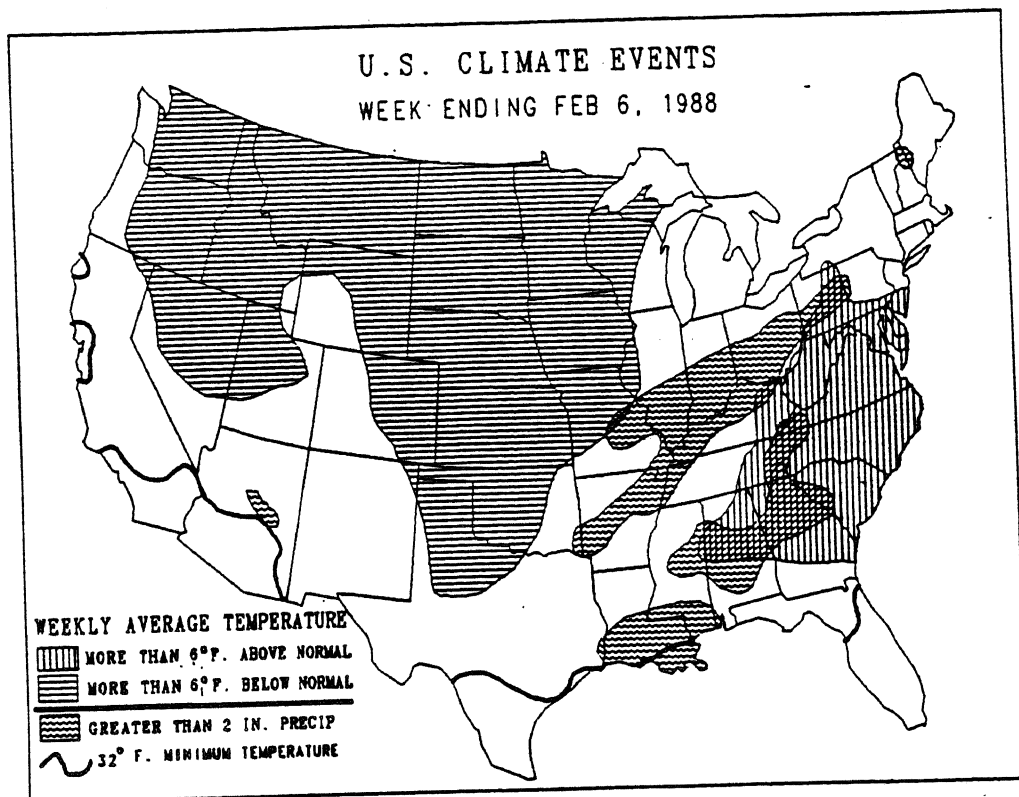 U.S. CLIMATE EVENTS
WEEK ENDING FEB 6, 1988
WEEKLY AVERAGE TEMPERATURE
MORE THAN 6°F. ABOVE NORMAL
MORE THAN 6°F. BELOW NORMAL
GREATER THAN 2 IN. PRECIP
32° F. MINIMUM TEMPERATURE